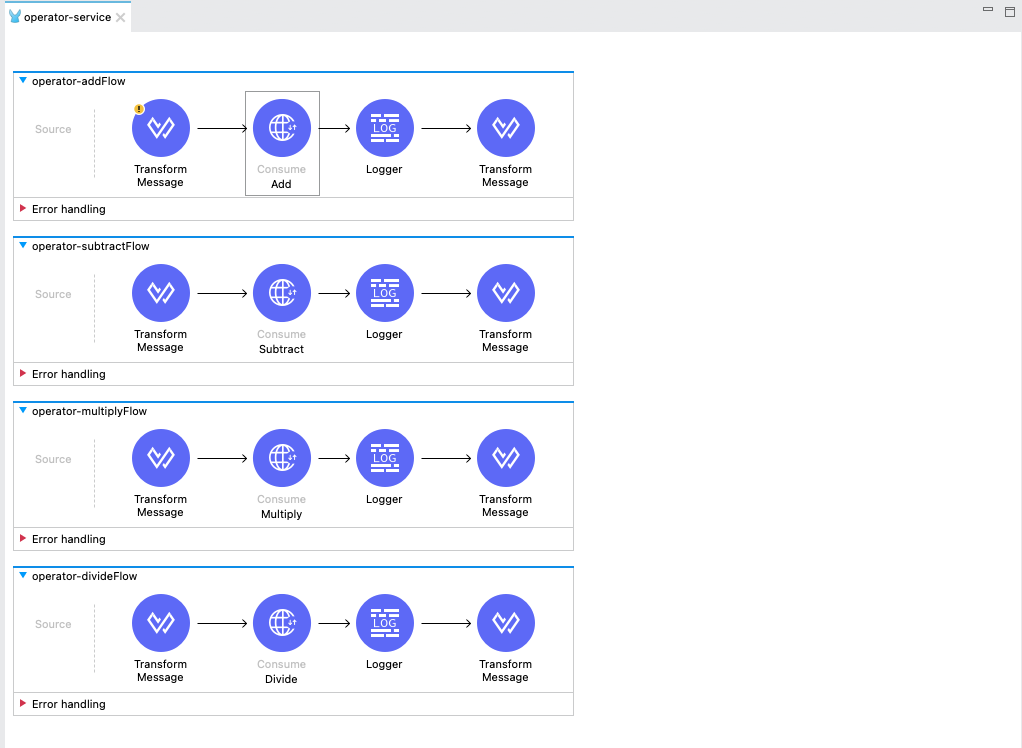 operator-service
operator-addFlow
Source
Transform
Message
Consume
Add
LOG
Logger
Transform
Message
Error handling
operator-subtractFlow
Source
Transform
Message
Consume
Subtract
LOG
Logger
Transform
Message
Error handling
operator-multiplyFlow
Source
Transform
Message
Consume
Multiply
LOG
Logger
Transform
Message
Error handling
operator-divideFlow
Source
Transform
Message
Consume
Divide
LOG
Logger
Transform
Message
Error handling